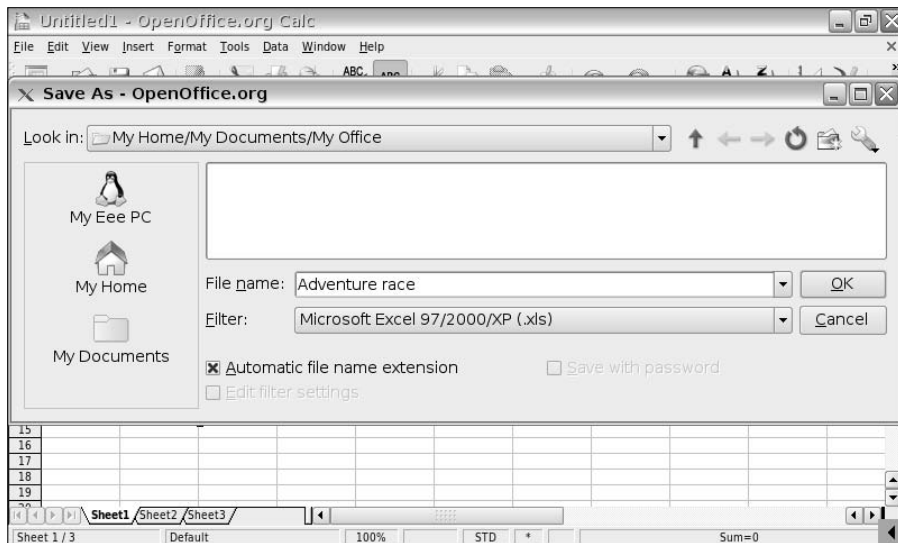 Untitled1 - OpenOffice.org Calc
File Edit View Insert Format Tools Data Window Help
ABC
Save As - OpenOffice.org
Look in: My Home/My Documents/My Office
My Eee PC
My Home
My Documents
File name: Adventure race OK
Filter: Microsoft Excel 97/2000/XP (.xls) Cancel
Automatic file name extension Save with password
Edit filter settings
15
16
17
18
19
Sheet1 Sheet2 Sheet3
Sheet 1 / 3 Default 100% STD * Sum=0